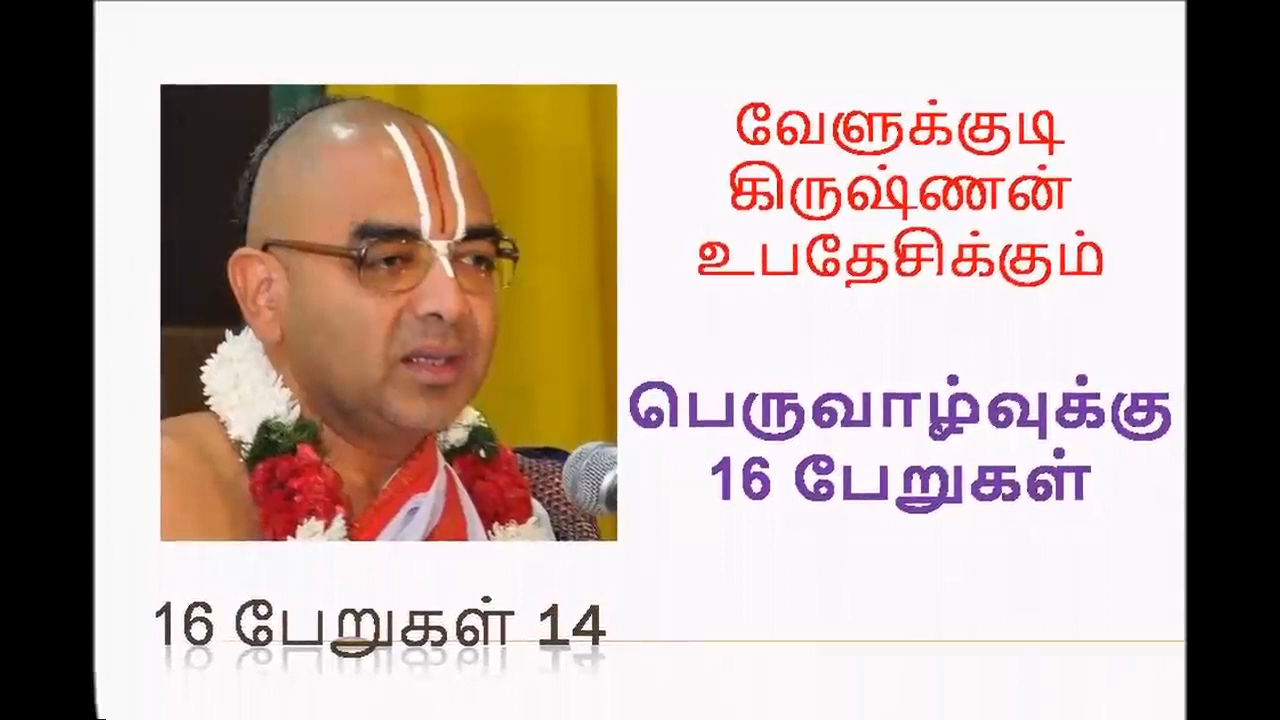 வேளுக்குடி
கிருஷ்ணன்
உபதேசிக்கும்
பெருவாழ்வுக்கு
16 பேறுகள்
16 பேறுகள் 14